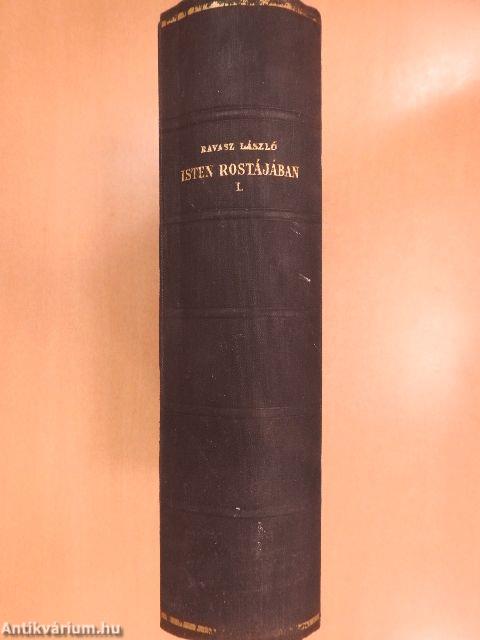 RAVASZ LÁSZLÓ
ISTEN ROSTÁJÁBAN
I.
Antikvárium.hu